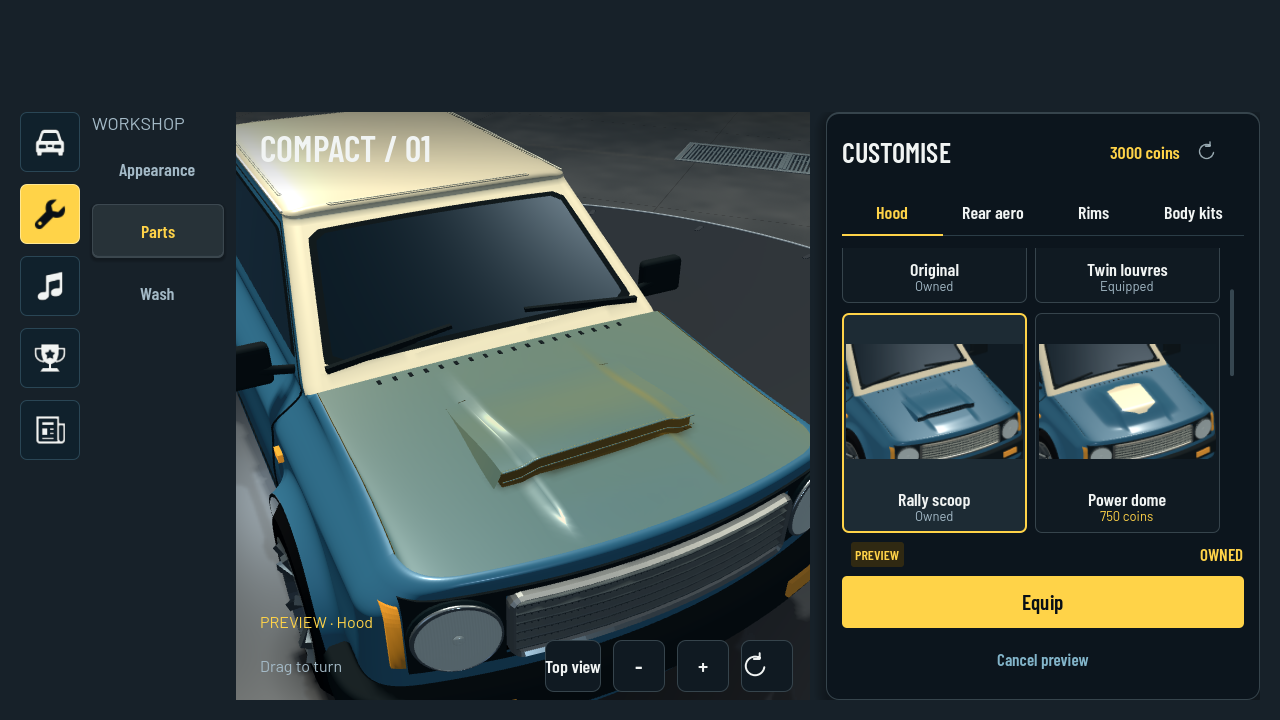 WORKSHOP
Appearance
Parts
Wash
COMPACT / 01
PREVIEW · Hood
Drag to turn
Top view
-
+
CUSTOMISE
3000 coins
Hood
Rear aero
Rims
Body kits
Original
Owned
Twin louvres
Equipped
Rally scoop
Owned
Power dome
750 coins
PREVIEW
OWNED
Equip
Cancel preview